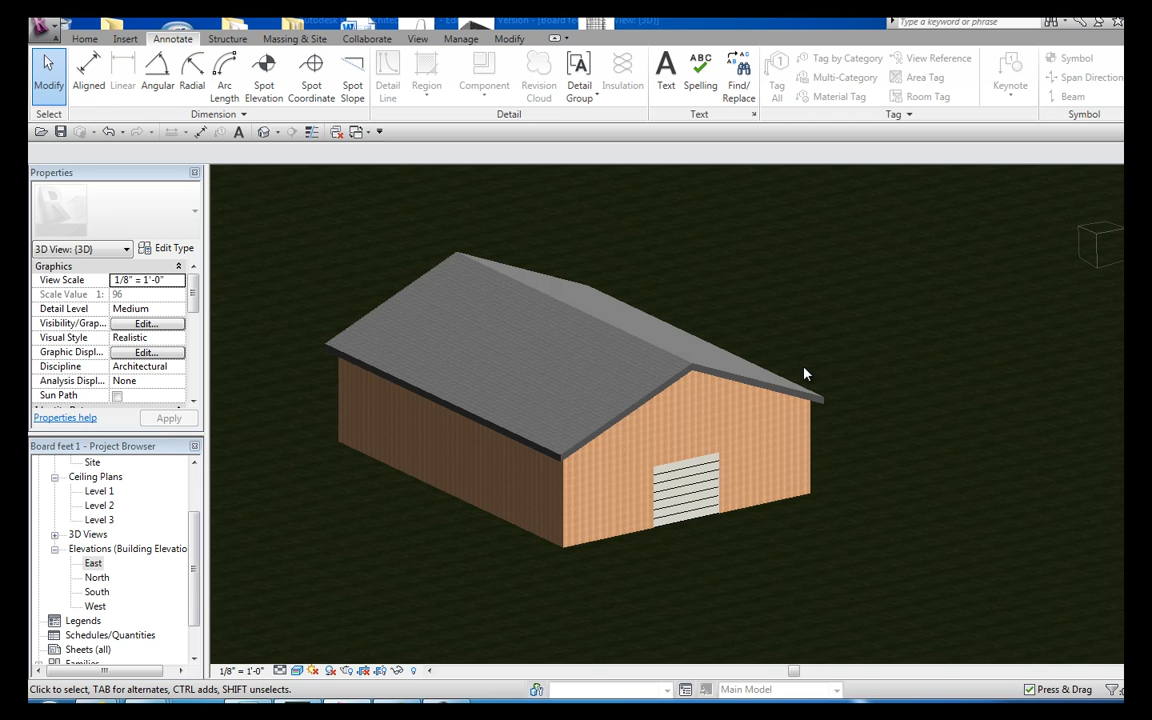 Type a keyword or phrase
Home Insert Annotate Structure Massing & Site Collaborate View Manage Modify
Modify Aligned Linear Angular Radial Arc Length Spot Elevation Spot Coordinate Spot Slope Detail Line Region Component Revision Cloud Detail Group Insulation Text ABC Spelling Find/ Replace Tag All Tag by Category Multi-Category Material Tag View Reference Area Tag Room Tag Keynote Symbol Span Direction Beam
Select Dimension Detail Text Tag Symbol
Properties
3D View: {3D} Edit Type
Graphics
View Scale 1/8" = 1'-0"
Scale Value 1: 96
Detail Level Medium
Visibility/Grap... Edit...
Visual Style Realistic
Graphic Displ... Edit...
Discipline Architectural
Analysis Displ... None
Sun Path
Properties help Apply
Board feet 1 - Project Browser
Site
Ceiling Plans
Level 1
Level 2
Level 3
3D Views
Elevations (Building Elevatio
East
North
South
West
Legends
Schedules/Quantities
Sheets (all)
1/8" = 1'-0"
Click to select, TAB for alternates, CTRL adds, SHIFT unselects. Main Model Press & Drag